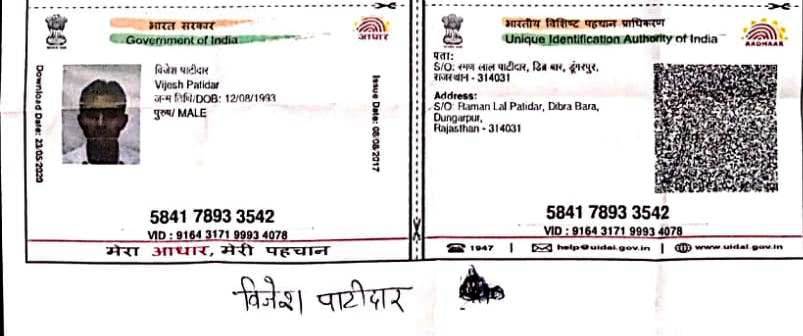 भारत सरकार
Government of India
आधार
Download Date: 23-05-2020
विजेश पाटीदार
Vijesh Patidar
जन्म तिथि/DOB: 12/08/1993
पुरुष/ MALE
Issue Date: 08/08/2017
5841 7893 3542
VID : 9164 3171 9993 4078
मेरा आधार, मेरी पहचान
भारतीय विशिष्ट पहचान प्राधिकरण
Unique Identification Authority of India
AADHAAR
पता:
S/O: रमण लाल पाटीदार, डिब्र बार, डूंगरपुर,
राजस्थान - 314031
Address:
S/O: Raman Lal Patidar, Dibra Bara,
Dungarpur,
Rajasthan - 314031
5841 7893 3542
VID : 9164 3171 9993 4078
1947 | help@uidai.gov.in | www.uidai.gov.in
विजेश पाटीदार